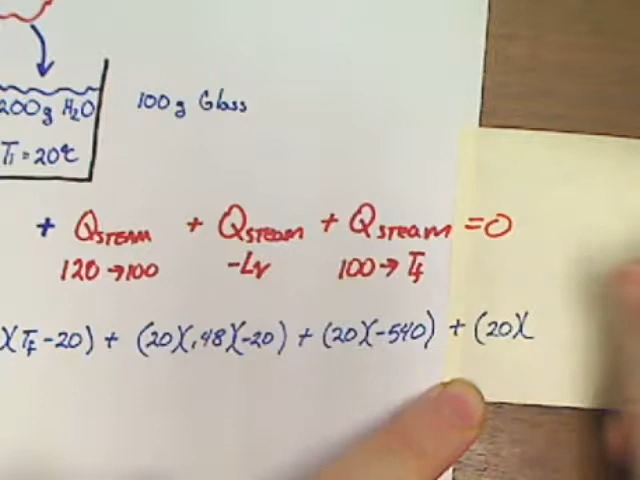 200g H₂O 100g Glass
T₁ = 20°C
+ QSTEAM + QSTEAM + QSTEAM = 0
120→100 -Lv 100→Tf
)(Tf-20) + (20)(.48)(-20) + (20)(-540) + (20)(